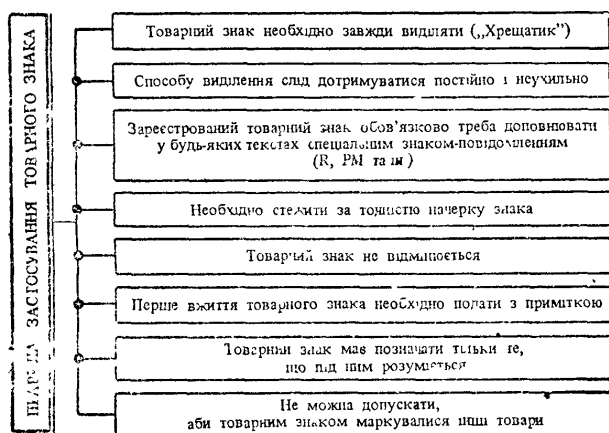 ПРАВИЛА ЗАСТОСУВАННЯ ТОВАРНОГО ЗНАКА
Товарний знак необхідно завжди виділяти („Хрещатик”)
Способу виділення слід дотримуватися постійно і неухильно
Зареєстрований товарний знак обов’язково треба доповнювати
у будь-яких текстах спеціальним знаком-повідомленням
(R, PM та ін)
Необхідно стежити за точністю начерку знака
Товарний знак не відмінюється
Перше вжиття товарного знака необхідно подати з приміткою
Товарний знак має позначати тільки те,
що під ним розуміється
Не можна допускати,
аби товарним знаком маркувалися інші товари